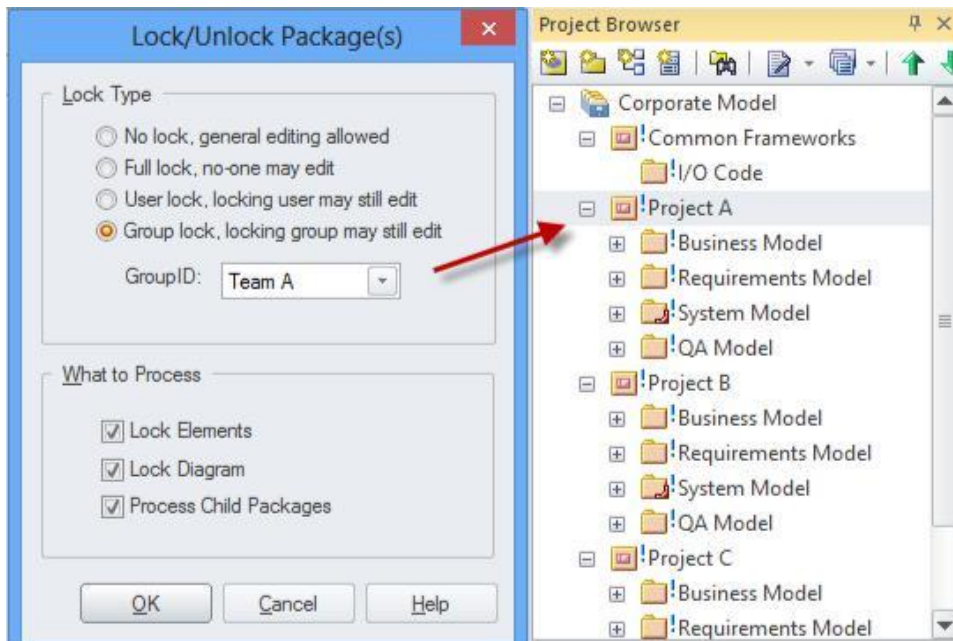 Lock/Unlock Package(s)
Lock Type
No lock, general editing allowed
Full lock, no-one may edit
User lock, locking user may still edit
Group lock, locking group may still edit
GroupID:
Team A
What to Process
Lock Elements
Lock Diagram
Process Child Packages
OK
Cancel
Help
Project Browser
Corporate Model
!Common Frameworks
!I/O Code
!Project A
!Business Model
!Requirements Model
!System Model
!QA Model
!Project B
!Business Model
!Requirements Model
!System Model
!QA Model
!Project C
!Business Model
!Requirements Model